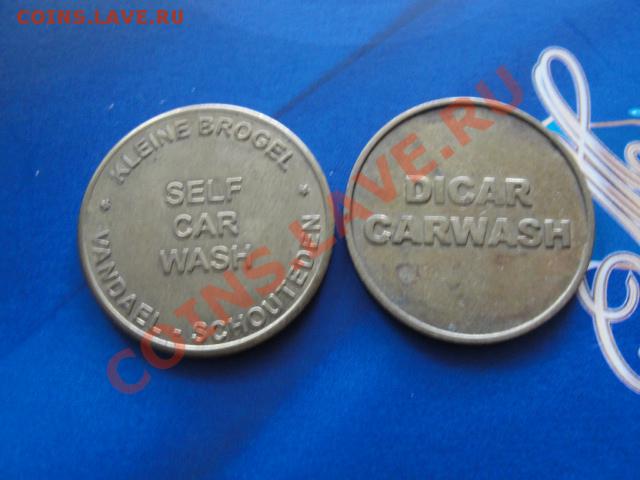 COINS.LAVE.RU
* KLEINE BROGEL *
SELF
CAR
WASH
VANDAEL - SCHOUTEDEN
DICAR
CARWASH
COINS.LAVE.RU